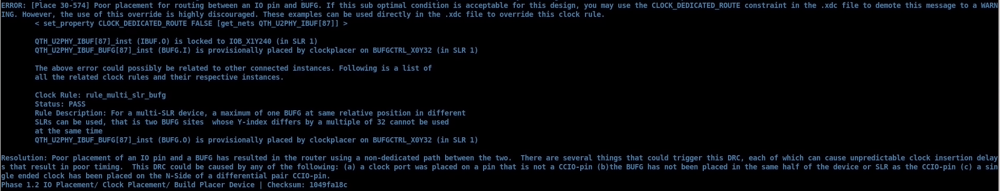 ERROR: [Place 30-574] Poor placement for routing between an IO pin and BUFG. If this sub optimal condition is acceptable for this design, you may use the CLOCK_DEDICATED_ROUTE constraint in the .xdc file to demote this message to a WARN
ING. However, the use of this override is highly discouraged. These examples can be used directly in the .xdc file to override this clock rule.
< set_property CLOCK_DEDICATED_ROUTE FALSE [get_nets QTH_U2PHY_IBUF[87]] >
QTH_U2PHY_IBUF[87]_inst (IBUF.O) is locked to IOB_X1Y240 (in SLR 1)
QTH_U2PHY_IBUF_BUFG[87]_inst (BUFG.I) is provisionally placed by clockplacer on BUFGCTRL_X0Y32 (in SLR 1)
The above error could possibly be related to other connected instances. Following is a list of
all the related clock rules and their respective instances.
Clock Rule: rule_multi_slr_bufg
Status: PASS
Rule Description: For a multi-SLR device, a maximum of one BUFG at same relative position in different
SLRs can be used, that is two BUFG sites  whose Y-index differs by a multiple of 32 cannot be used
at the same time
QTH_U2PHY_IBUF_BUFG[87]_inst (BUFG.O) is provisionally placed by clockplacer on BUFGCTRL_X0Y32 (in SLR 1)
Resolution: Poor placement of an IO pin and a BUFG has resulted in the router using a non-dedicated path between the two.  There are several things that could trigger this DRC, each of which can cause unpredictable clock insertion delay
s that result in poor timing.  This DRC could be caused by any of the following: (a) a clock port was placed on a pin that is not a CCIO-pin (b)the BUFG has not been placed in the same half of the device or SLR as the CCIO-pin (c) a sin
gle ended clock has been placed on the N-Side of a differential pair CCIO-pin.
Phase 1.2 IO Placement/ Clock Placement/ Build Placer Device | Checksum: 1049fa18c